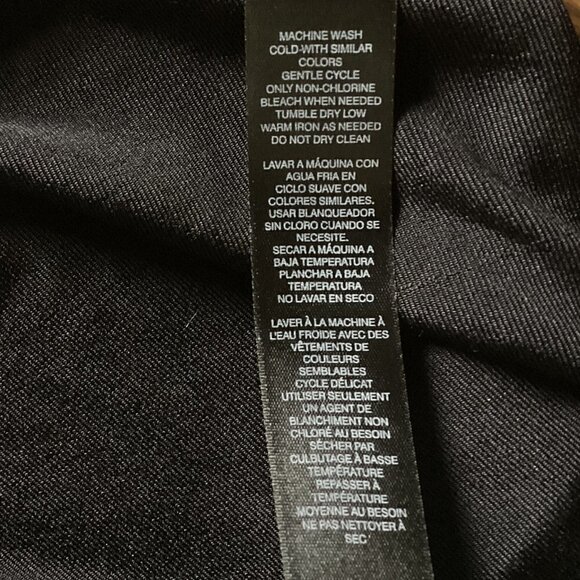 MACHINE WASH
COLD-WITH SIMILAR
COLORS
GENTLE CYCLE
ONLY NON-CHLORINE
BLEACH WHEN NEEDED
TUMBLE DRY LOW
WARM IRON AS NEEDED
DO NOT DRY CLEAN
LAVAR A MÁQUINA CON
AGUA FRIA EN
CICLO SUAVE CON
COLORES SIMILARES.
USAR BLANQUEADOR
SIN CLORO CUANDO SE
NECESITE.
SECAR A MÁQUINA A
BAJA TEMPERATURA
PLANCHAR A BAJA
TEMPERATURA
NO LAVAR EN SECO
LAVER À LA MACHINE À
L'EAU FROIDE AVEC DES
VÊTEMENTS DE
COULEURS
SEMBLABLES
CYCLE DÉLICAT
UTILISER SEULEMENT
UN AGENT DE
BLANCHIMENT NON
CHLORÉ AU BESOIN
SÉCHER PAR
CULBUTAGE À BASSE
TEMPÉRATURE
REPASSER À
TEMPÉRATURE
MOYENNE AU BESOIN
NE PAS NETTOYER À
SEC